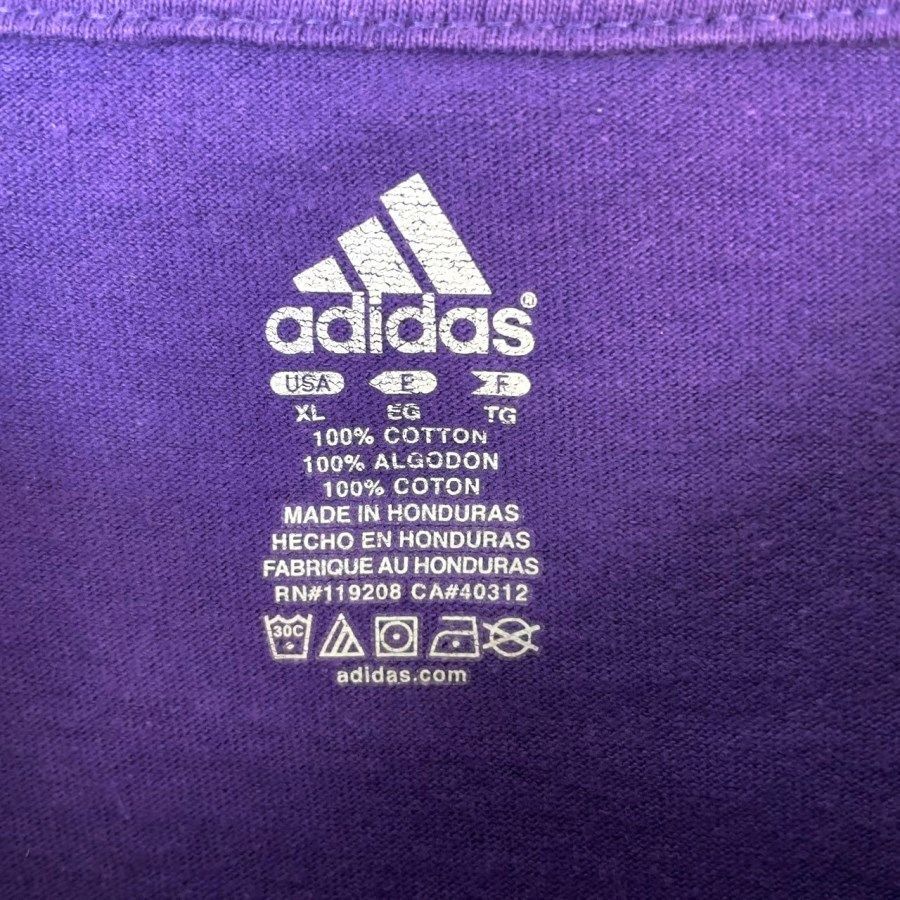 adidas®
USA E F
XL EG TG
100% COTTON
100% ALGODON
100% COTON
MADE IN HONDURAS
HECHO EN HONDURAS
FABRIQUE AU HONDURAS
RN#119208 CA#40312
30C
adidas.com